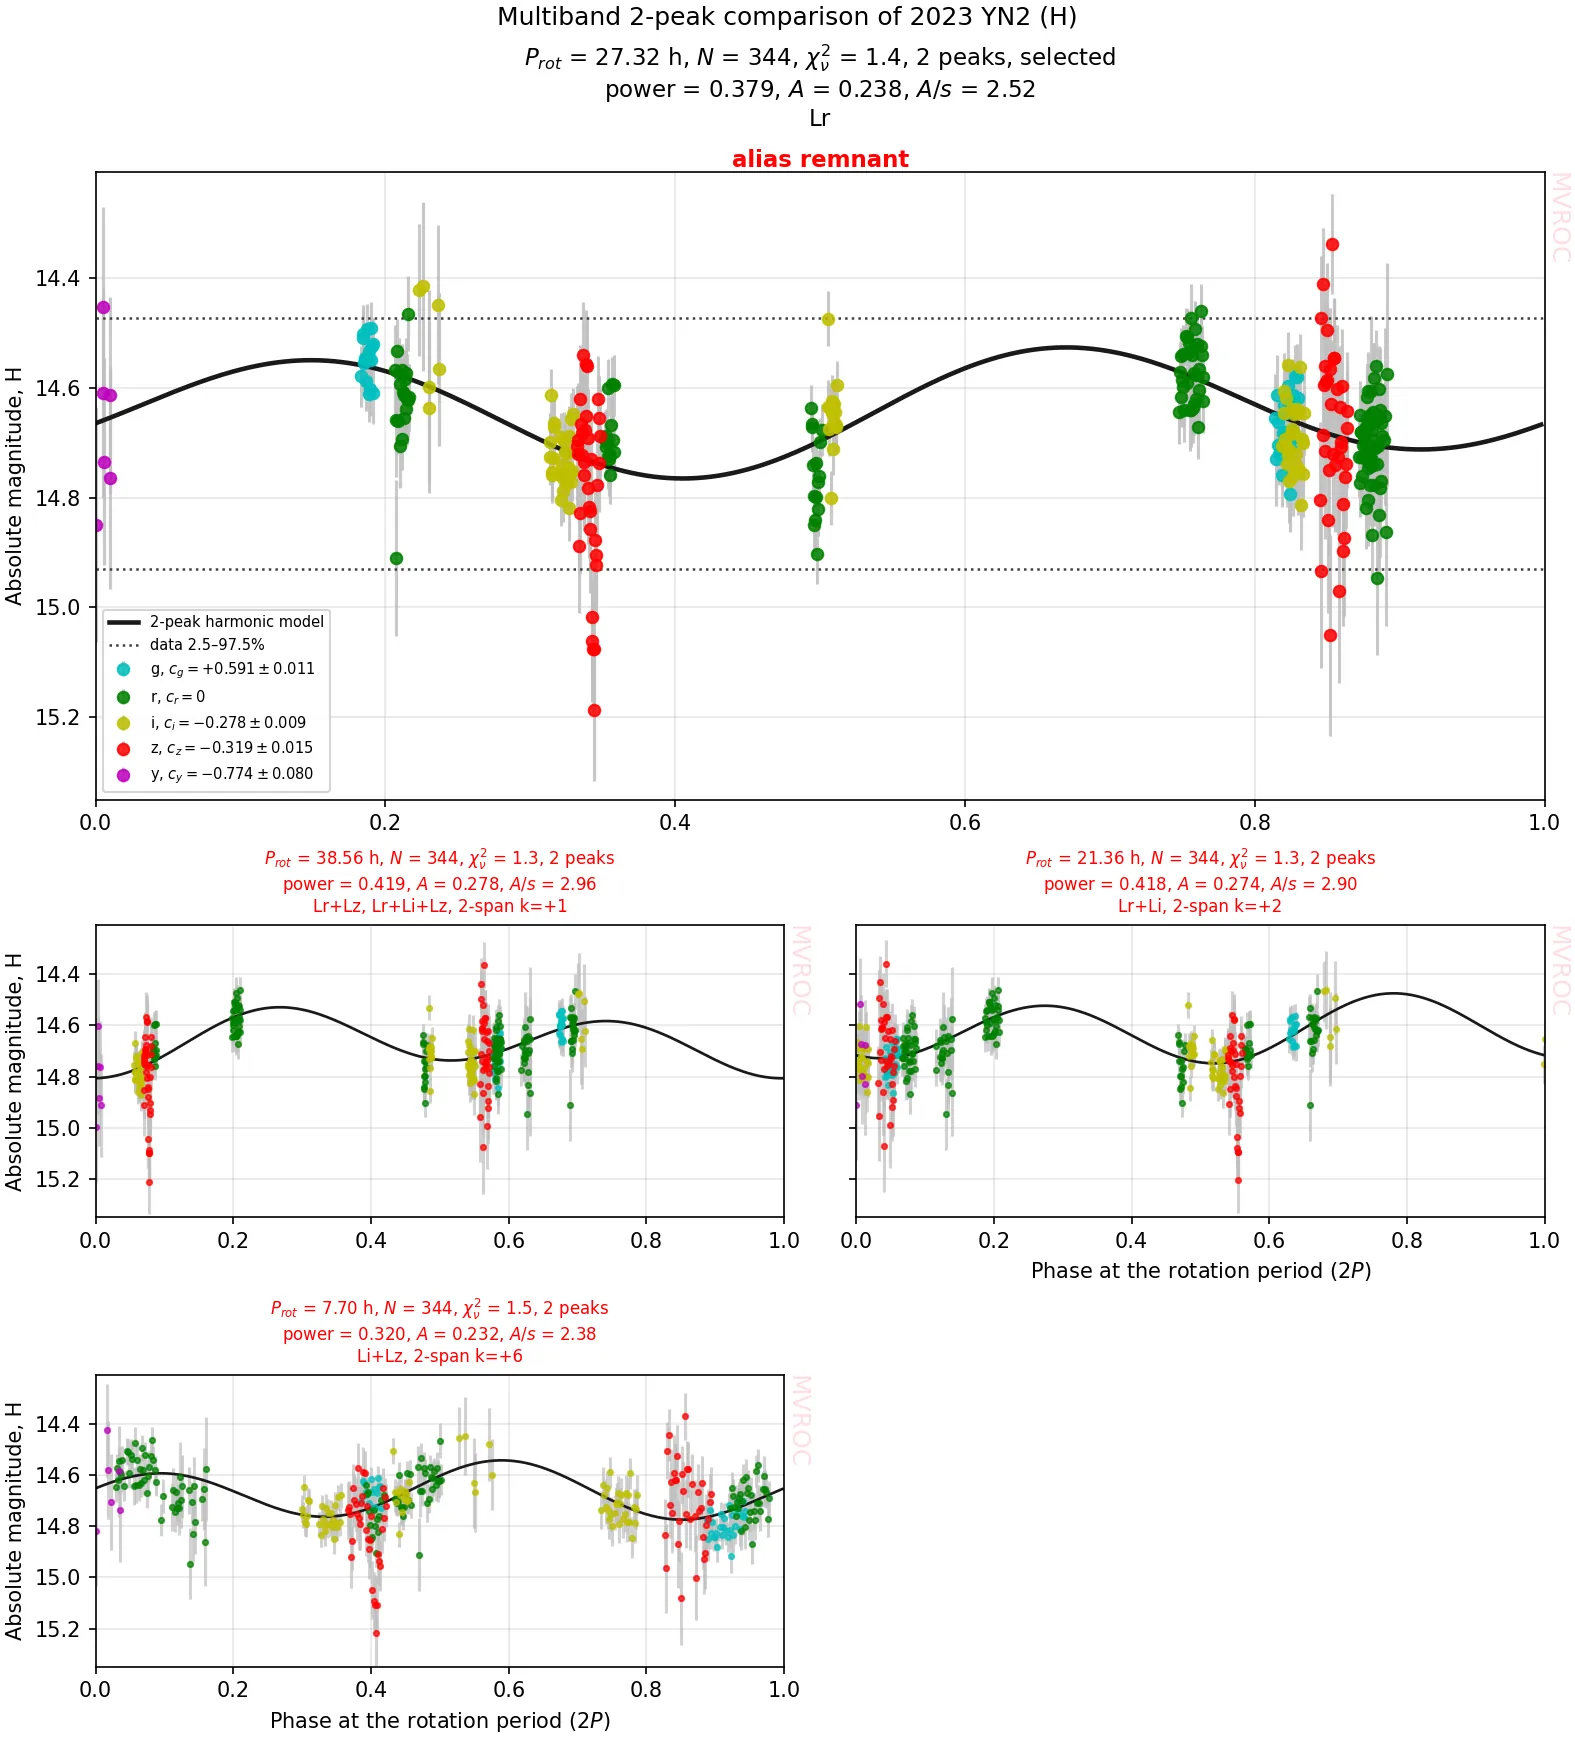 Multiband 2-peak comparison of 2023 YN2 (H)
P_rot = 27.32 h, N = 344, χ²_ν = 1.4, 2 peaks, selected
power = 0.379, A = 0.238, A/s = 2.52
Lr
alias remnant
MVROC
Absolute magnitude, H
14.4
14.6
14.8
15.0
15.2
2-peak harmonic model
data 2.5–97.5%
g, c_g = +0.591 ± 0.011
r, c_r = 0
i, c_i = −0.278 ± 0.009
z, c_z = −0.319 ± 0.015
y, c_y = −0.774 ± 0.080
0.0 0.2 0.4 0.6 0.8 1.0
P_rot = 38.56 h, N = 344, χ²_ν = 1.3, 2 peaks
power = 0.419, A = 0.278, A/s = 2.96
Lr+Lz, Lr+Li+Lz, 2-span k=+1
MVROC
Absolute magnitude, H
14.4
14.6
14.8
15.0
15.2
0.0 0.2 0.4 0.6 0.8 1.0
P_rot = 21.36 h, N = 344, χ²_ν = 1.3, 2 peaks
power = 0.418, A = 0.274, A/s = 2.90
Lr+Li, 2-span k=+2
MVROC
0.0 0.2 0.4 0.6 0.8 1.0
Phase at the rotation period (2P)
P_rot = 7.70 h, N = 344, χ²_ν = 1.5, 2 peaks
power = 0.320, A = 0.232, A/s = 2.38
Li+Lz, 2-span k=+6
MVROC
Absolute magnitude, H
14.4
14.6
14.8
15.0
15.2
0.0 0.2 0.4 0.6 0.8 1.0
Phase at the rotation period (2P)